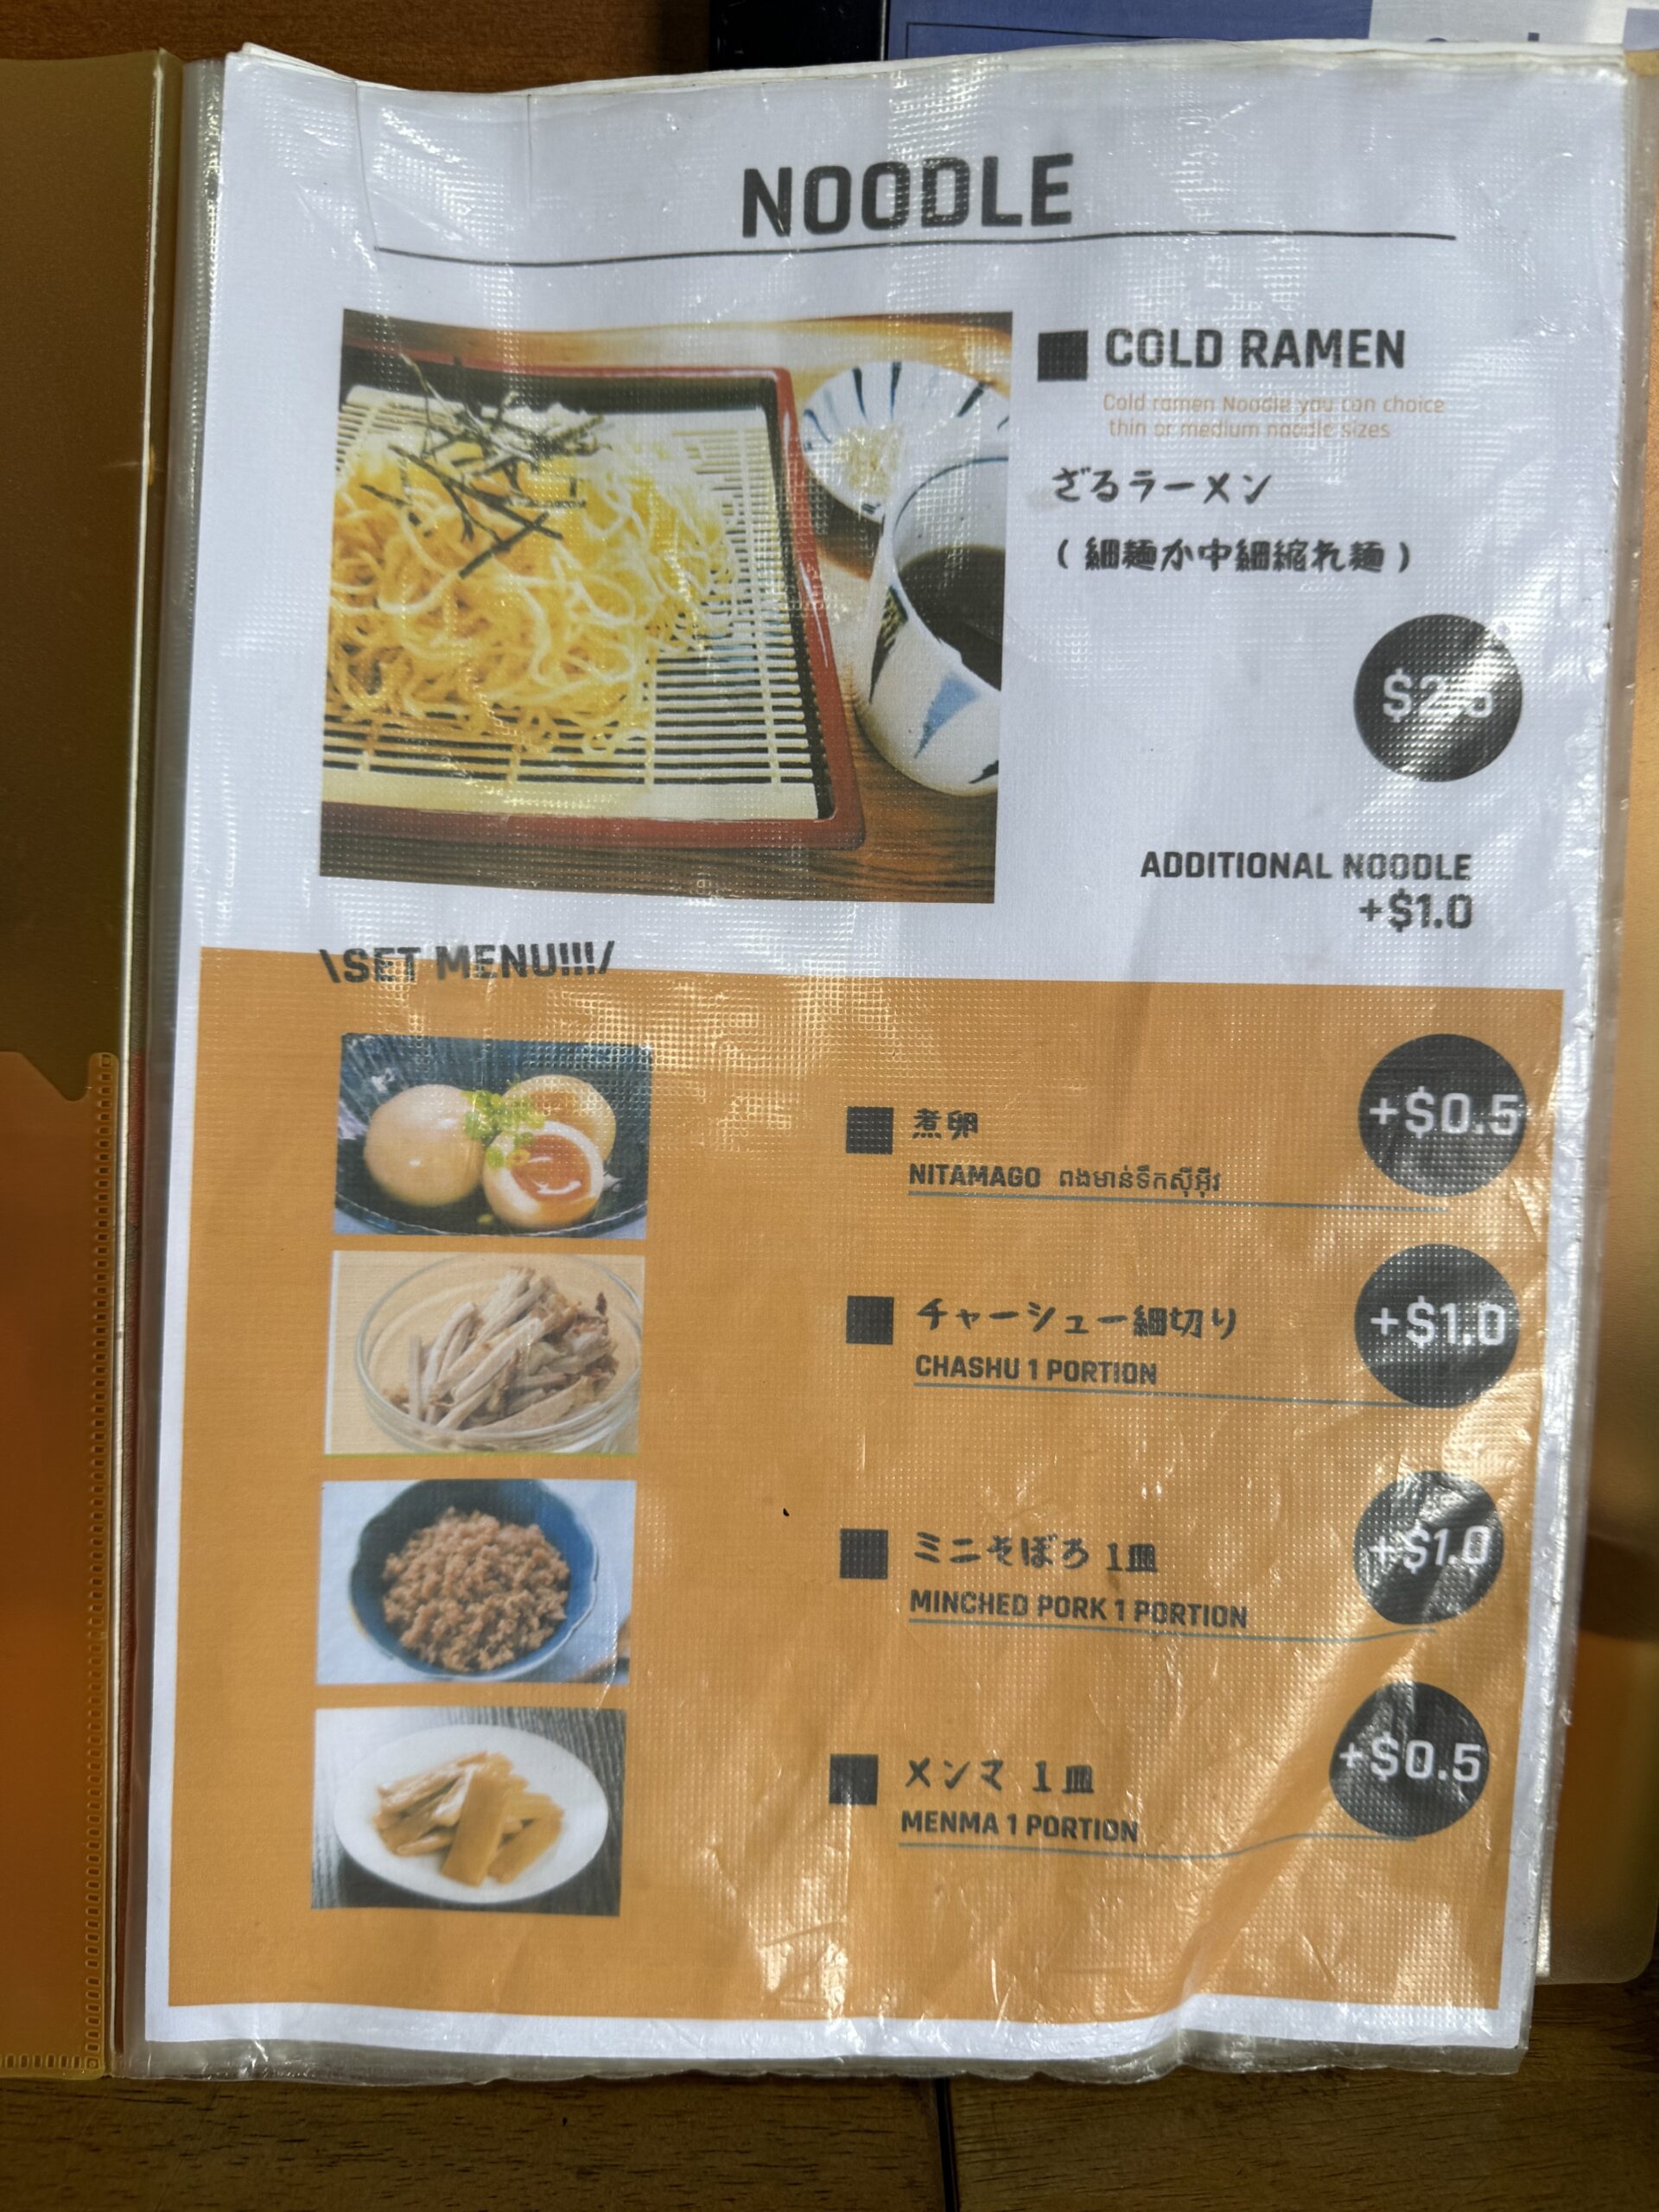 NOODLE
COLD RAMEN
Cold ramen Noodle you can choice
thin or medium noodle sizes
ざるラーメン
( 細麺か中細縮れ麺 )
ADDITIONAL NOODLE
+$1.0
\SET MENU!!!/
煮卵
NITAMAGO ពងមាន់ទឹកស៊ីអ៊ីវ
+$0.5
チャーシュー細切り
CHASHU 1 PORTION
+$1.0
ミニそぼろ 1皿
MINCHED PORK 1 PORTION
+$1.0
メンマ 1皿
MENMA 1 PORTION
+$0.5